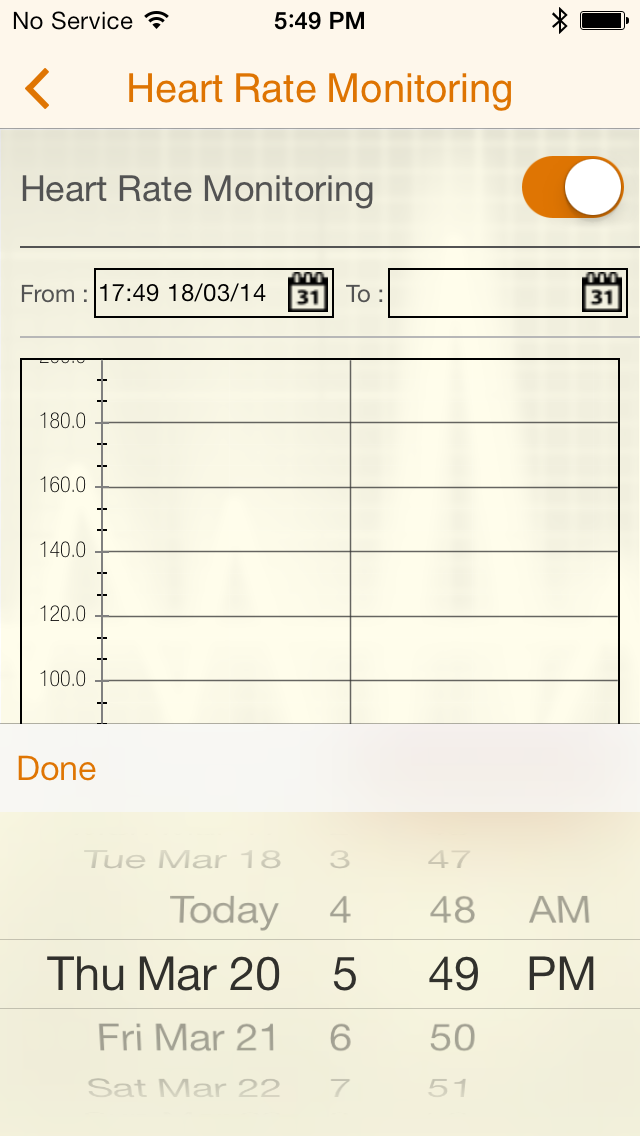 No Service 5:49 PM
Heart Rate Monitoring
Heart Rate Monitoring
From : 17:49 18/03/14 31 To : 31
200.0
180.0
160.0
140.0
120.0
100.0
Done
Tue Mar 18 3 47
Today 4 48 AM
Thu Mar 20 5 49 PM
Fri Mar 21 6 50
Sat Mar 22 7 51